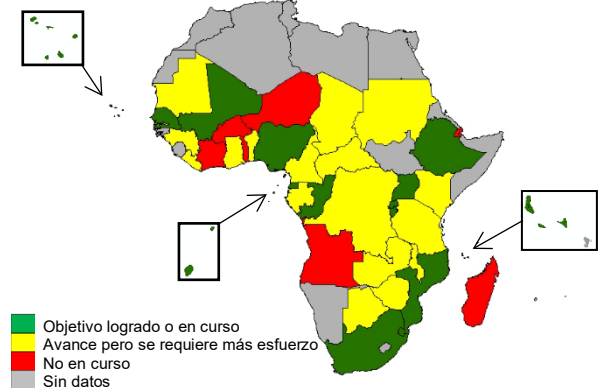 Objetivo logrado o en curso
Avance pero se requiere más esfuerzo
No en curso
Sin datos